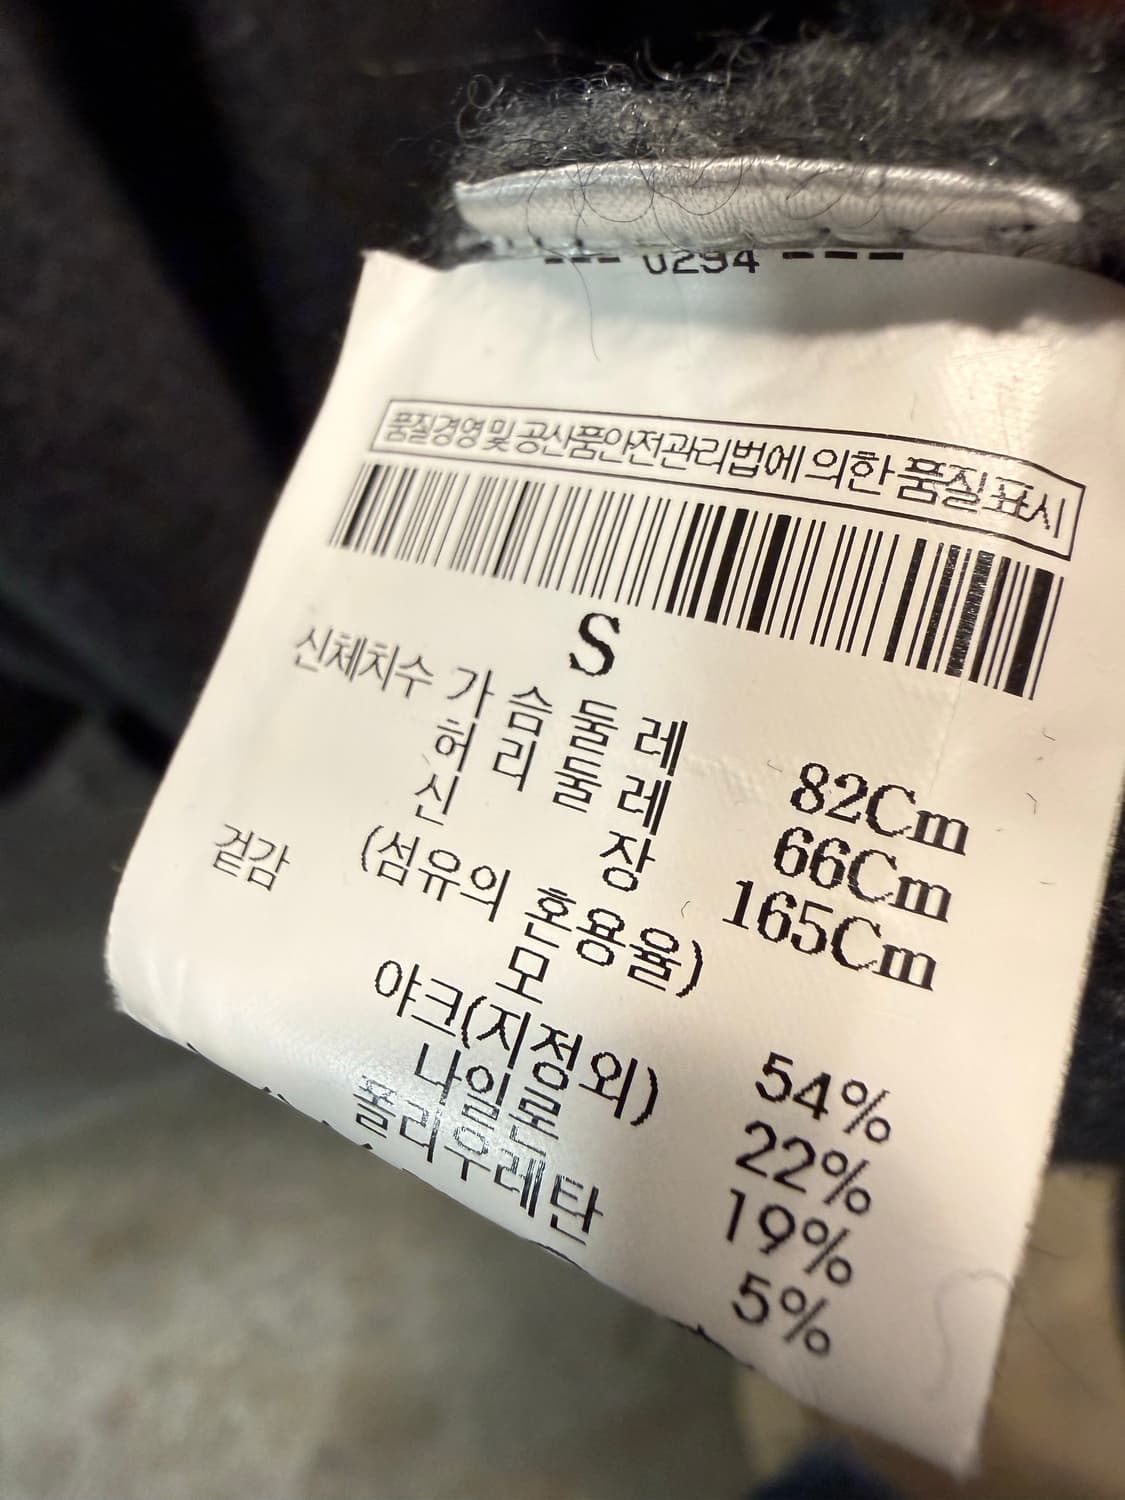 --- 0294 ---
품질경영 및 공산품안전관리법에 의한 품질표시
S
신체치수 가 슴 둘 레 82Cm
허 리 둘 레 66Cm
신 장 165Cm
(섬유의 혼용율)
겉감 모 54%
야크(지정외) 22%
나일론 19%
폴리우레탄 5%